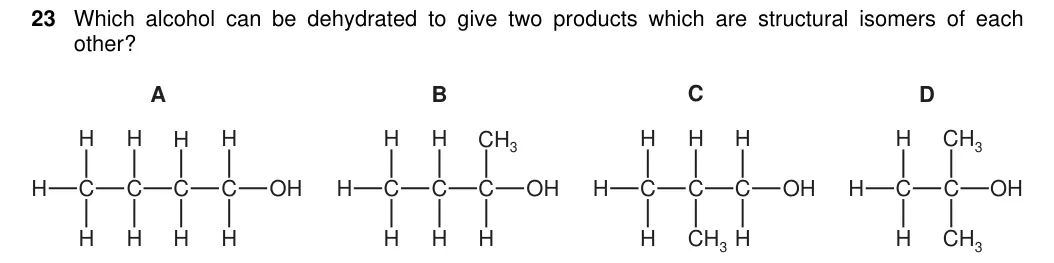 23 Which alcohol can be dehydrated to give two products which are structural isomers of each
other?
A B C D
H H H H H H CH₃ H H H H CH₃
H C C C C OH H C C C OH H C C C OH H C C OH
H H H H H H H H CH₃ H H CH₃